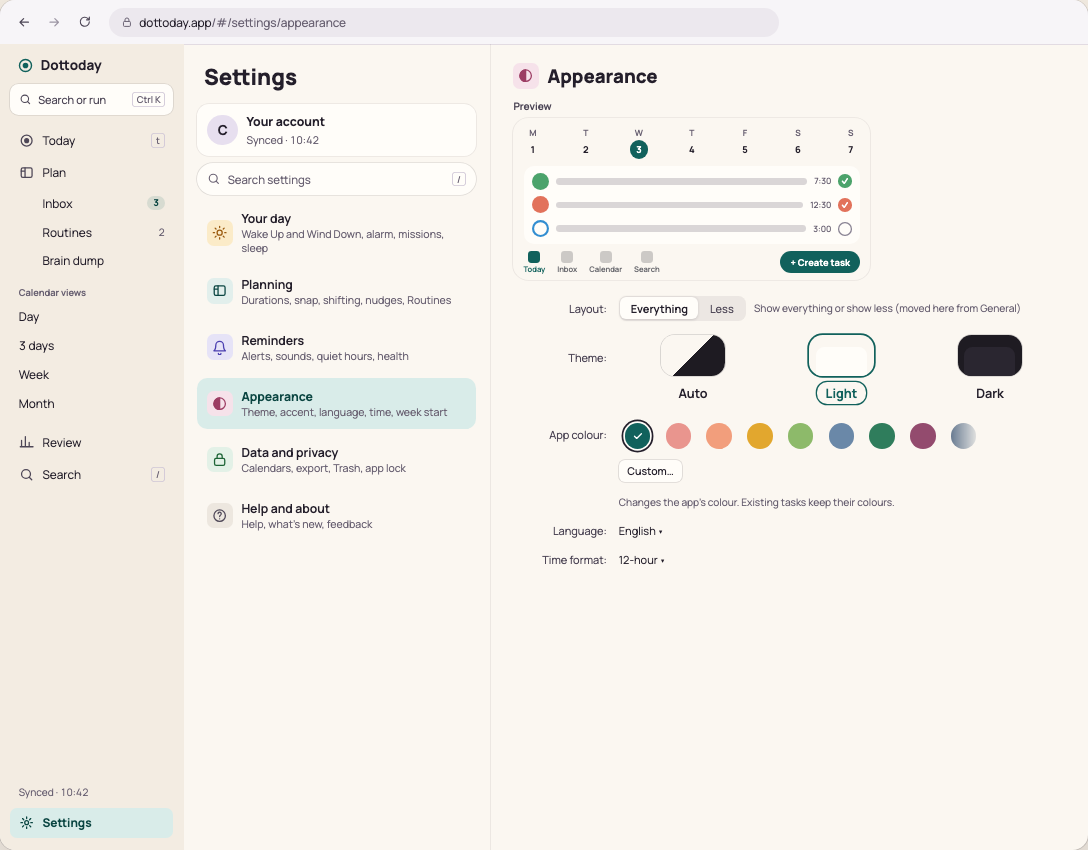 dottoday.app/#/settings/appearance
Dottoday
Search or run
Ctrl K
Today
t
Plan
Inbox
3
Routines
2
Brain dump
Calendar views
Day
3 days
Week
Month
Review
Search
/
Synced · 10:42
Settings
Settings
C
Your account
Synced · 10:42
Search settings
/
Your day
Wake Up and Wind Down, alarm, missions,
sleep
Planning
Durations, snap, shifting, nudges, Routines
Reminders
Alerts, sounds, quiet hours, health
Appearance
Theme, accent, language, time, week start
Data and privacy
Calendars, export, Trash, app lock
Help and about
Help, what's new, feedback
Appearance
Preview
M T W T F S S
1 2 3 4 5 6 7
7:30
12:30
3:00
Today Inbox Calendar Search
+ Create task
Layout:
Everything Less
Show everything or show less (moved here from General)
Theme:
Auto Light Dark
App colour:
Custom...
Changes the app's colour. Existing tasks keep their colours.
Language: English
Time format: 12-hour